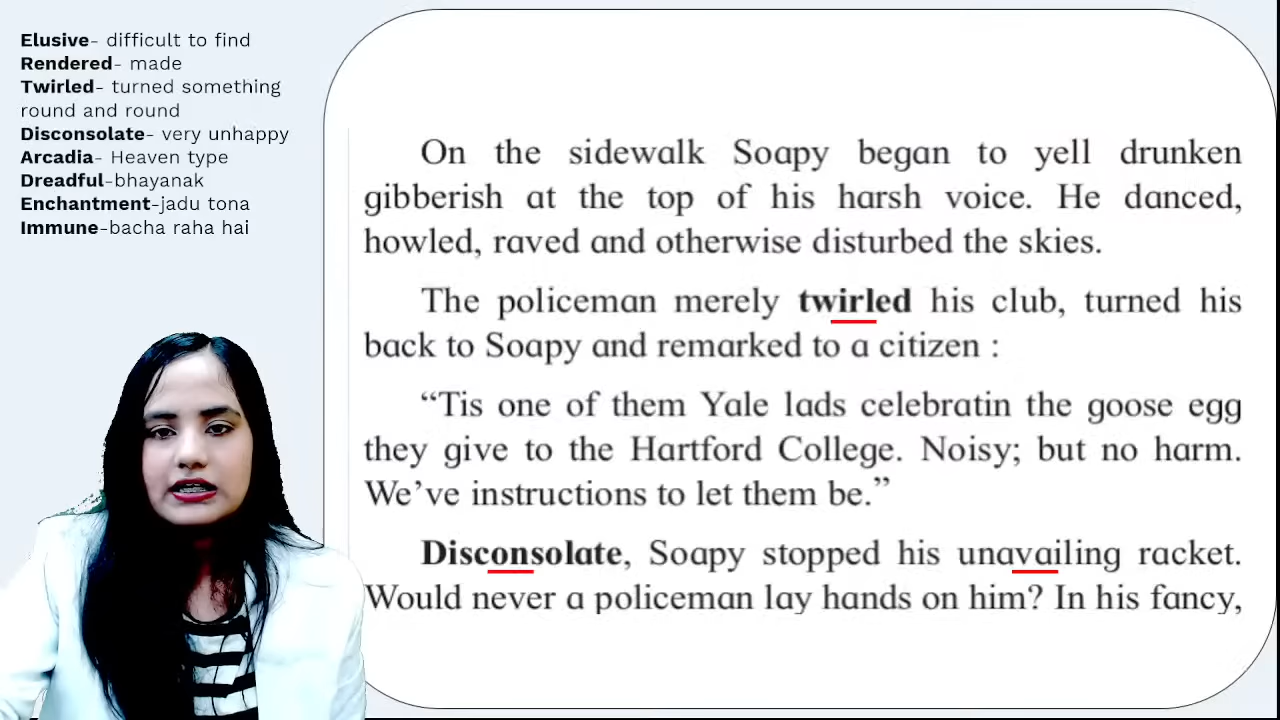 Elusive- difficult to find
Rendered- made
Twirled- turned something
round and round
Disconsolate- very unhappy
Arcadia- Heaven type
Dreadful-bhayanak
Enchantment-jadu tona
Immune-bacha raha hai
On the sidewalk Soapy began to yell drunken
gibberish at the top of his harsh voice. He danced,
howled, raved and otherwise disturbed the skies.
The policeman merely twirled his club, turned his
back to Soapy and remarked to a citizen :
“Tis one of them Yale lads celebratin the goose egg
they give to the Hartford College. Noisy; but no harm.
We’ve instructions to let them be.”
Disconsolate, Soapy stopped his unavailing racket.
Would never a policeman lay hands on him? In his fancy,